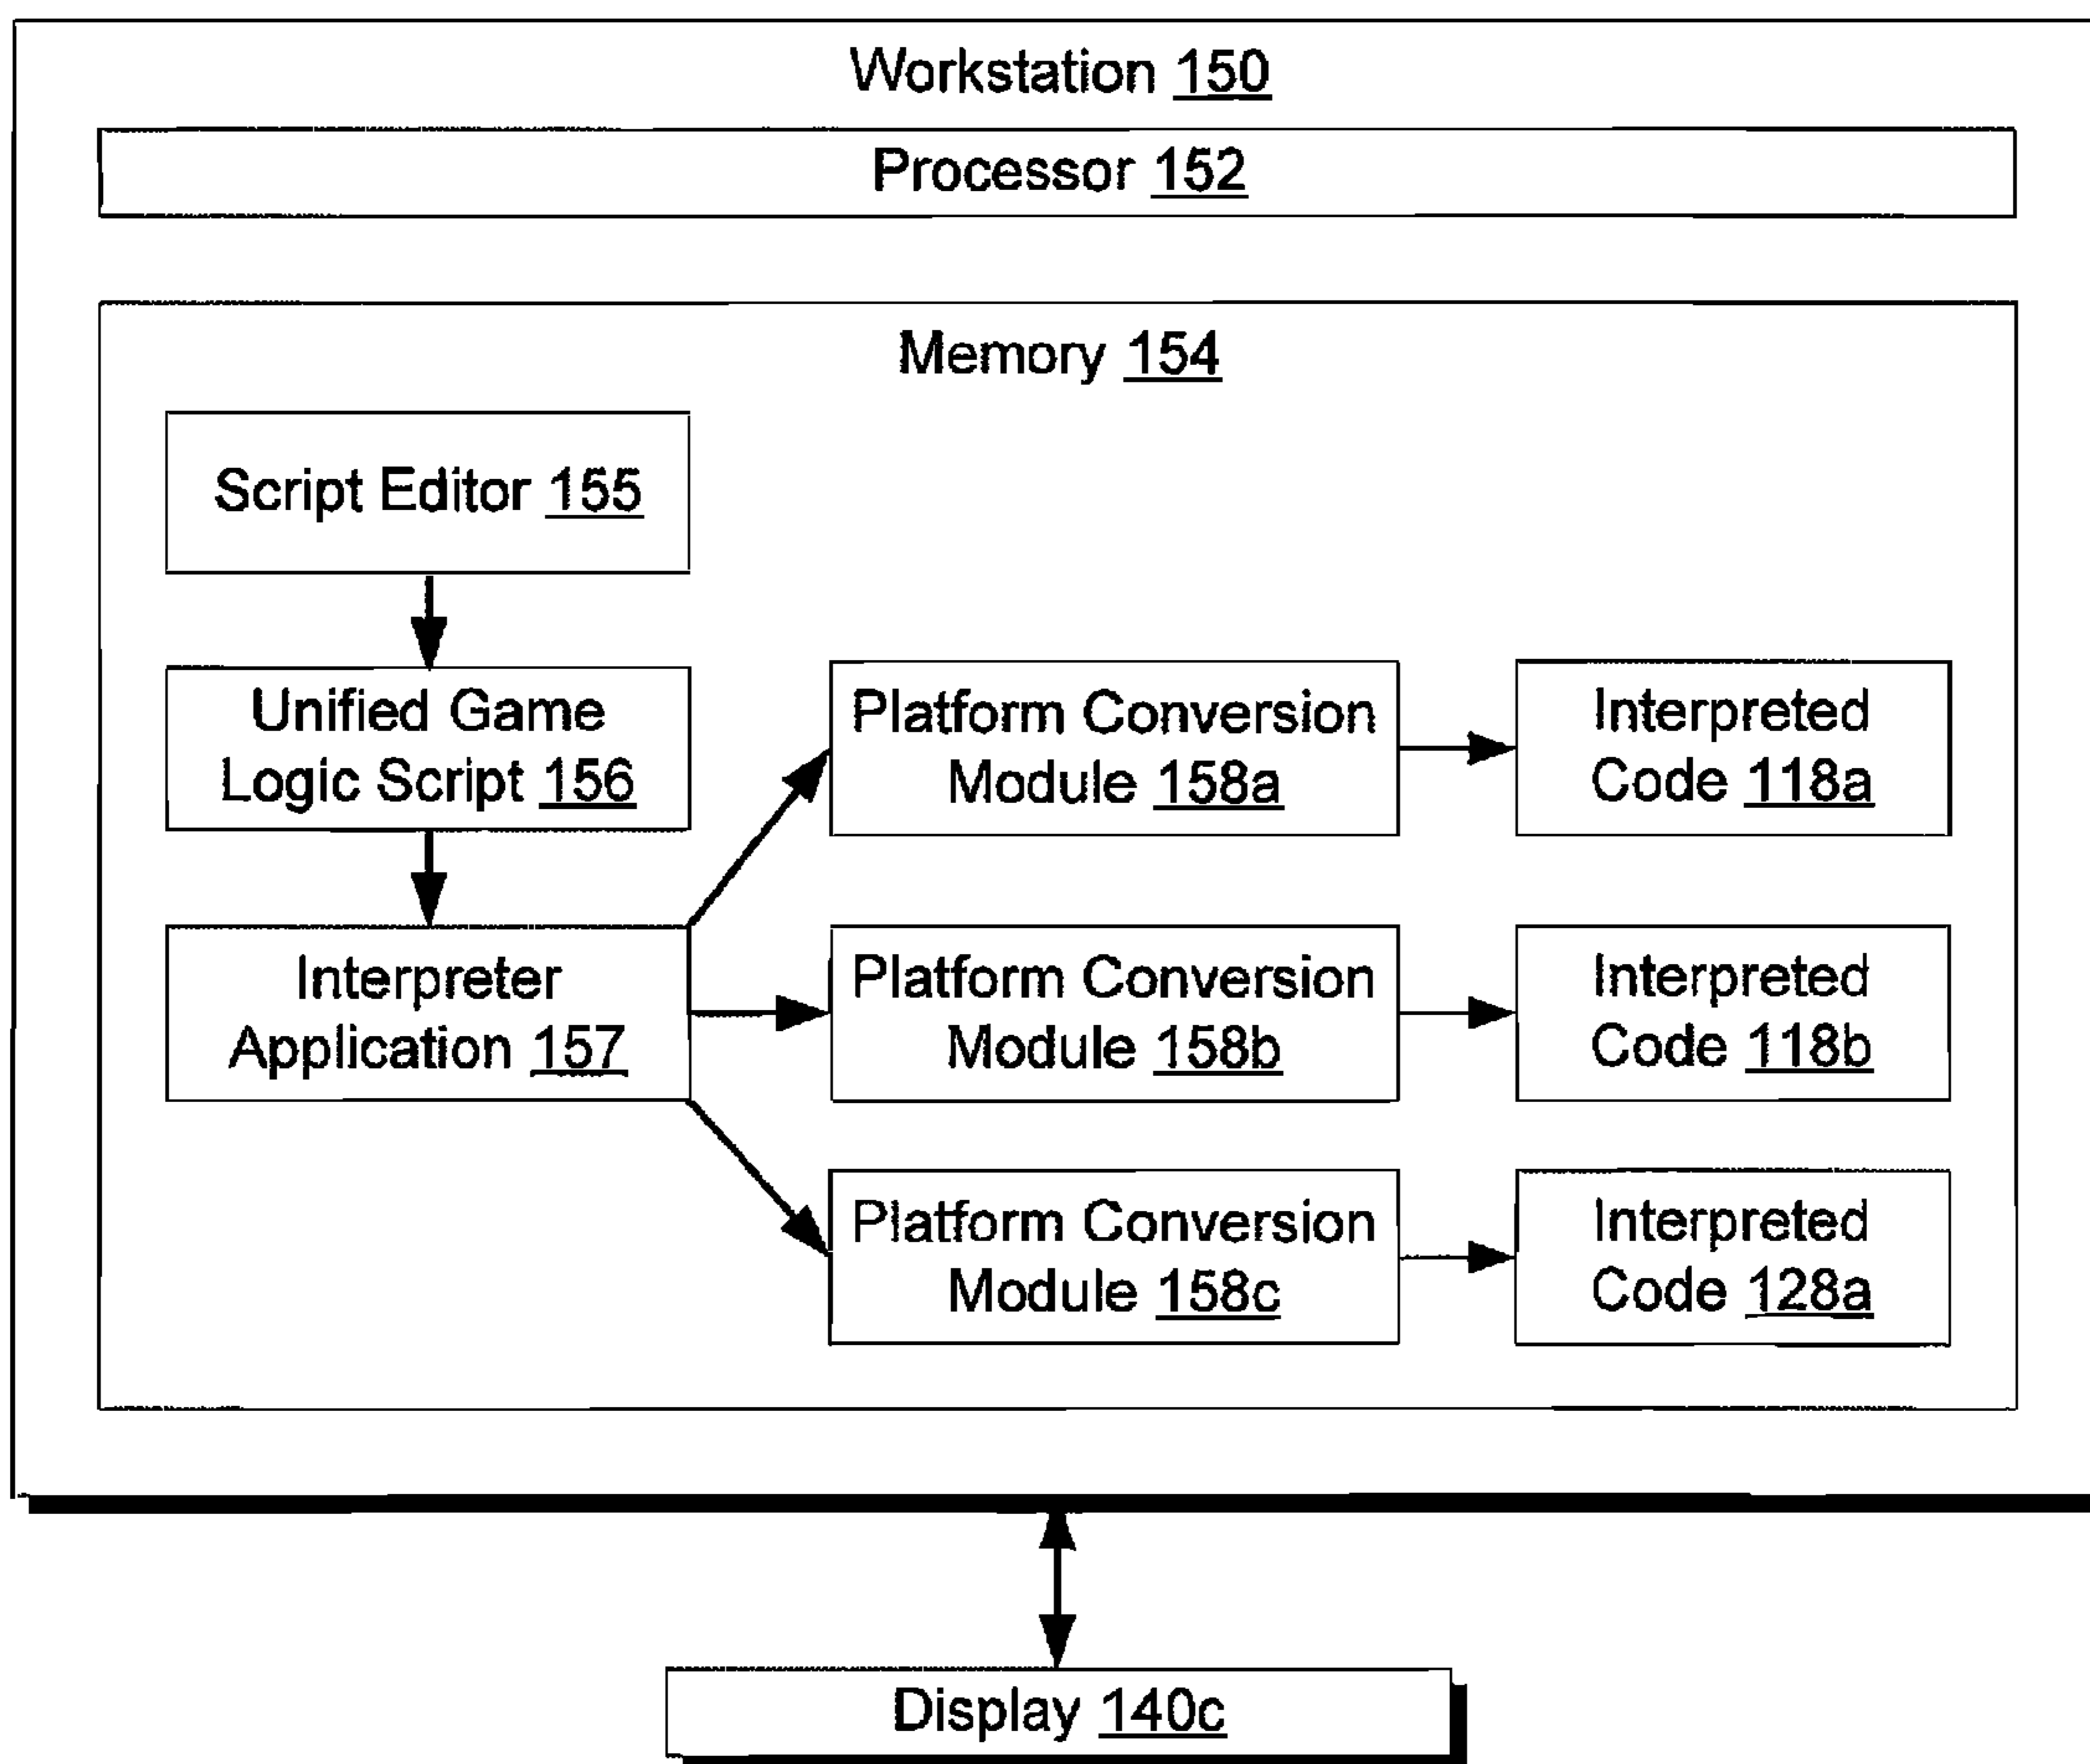 Workstation 150
Processor 152
Memory 154
Script Editor 155
Unified Game
Logic Script 156
Platform Conversion
Module 158a
Interpreted
Code 118a
Interpreter
Application 157
Platform Conversion
Module 158b
Interpreted
Code 118b
Platform Conversion
Module 158c
Interpreted
Code 128a
Display 140c